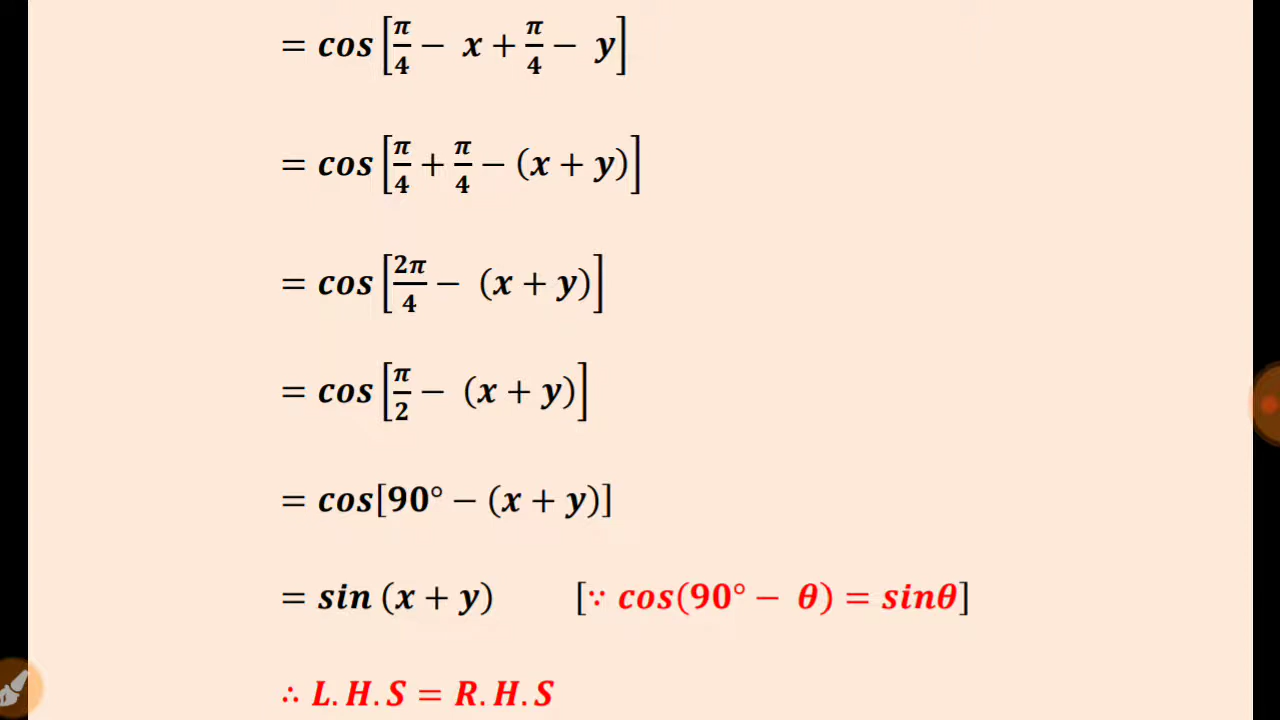 = cos[π/4 − x + π/4 − y]
= cos[π/4 + π/4 − (x + y)]
= cos[2π/4 − (x + y)]
= cos[π/2 − (x + y)]
= cos[90° − (x + y)]
= sin (x + y) [∵ cos(90° − θ) = sinθ]
∴ L.H.S = R.H.S